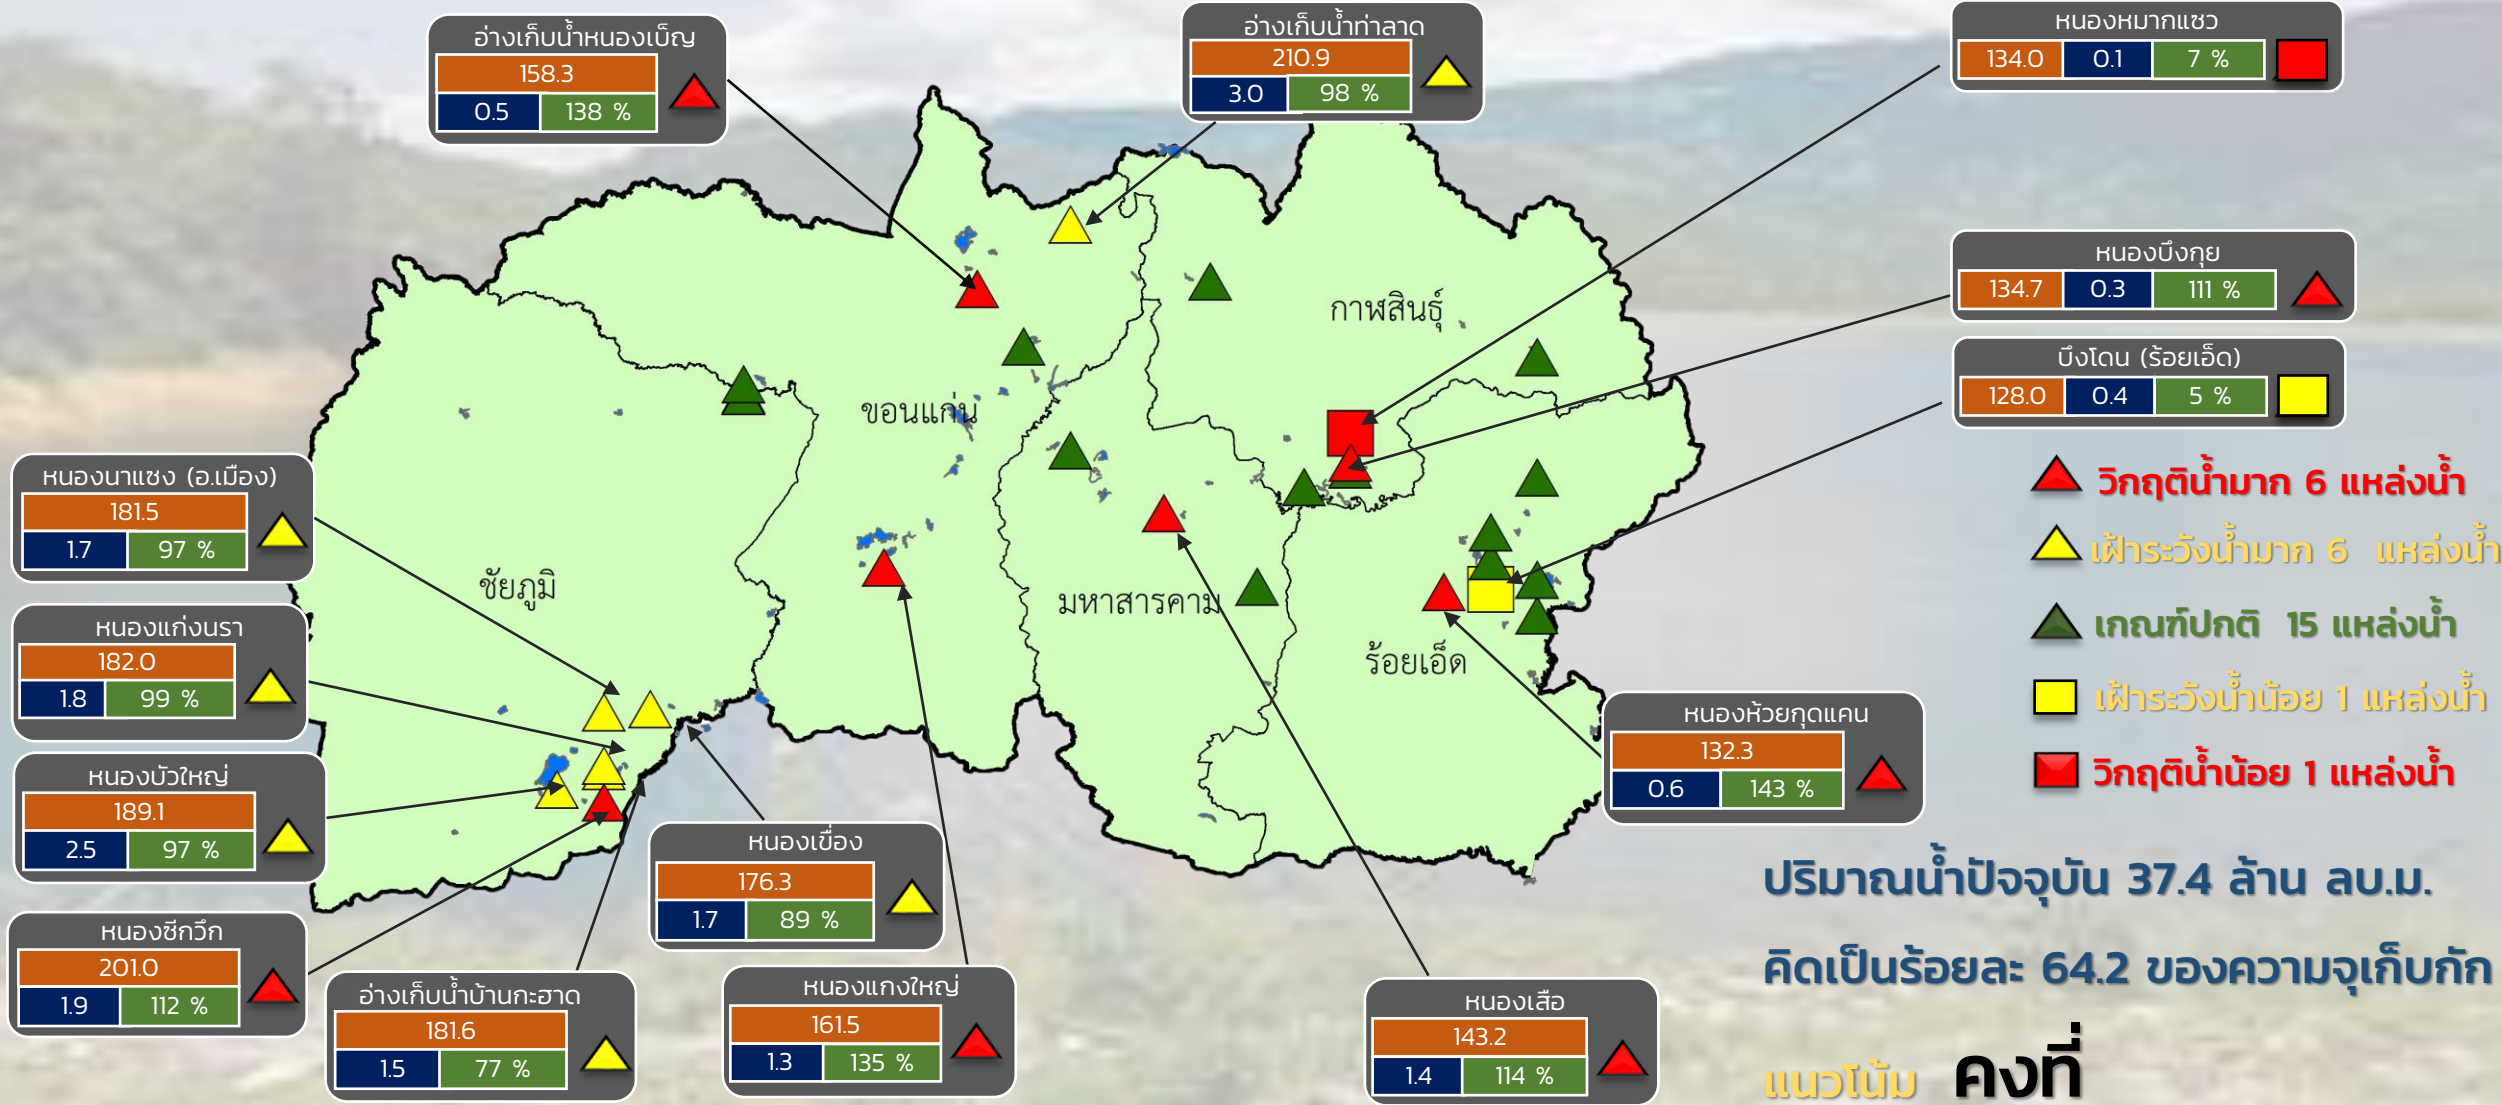 อ่างเก็บน้ำหนองเบ็ญ
158.3
0.5 138 %
อ่างเก็บน้ำท่าลาด
210.9
3.0 98 %
หนองหมากแซว
134.0 0.1 7 %
หนองบึงกุย
134.7 0.3 111 %
บึงโดน (ร้อยเอ็ด)
128.0 0.4 5 %
กาฬสินธุ์
ขอนแก่น
ชัยภูมิ
มหาสารคาม
ร้อยเอ็ด
หนองนาแซง (อ.เมือง)
181.5
1.7 97 %
หนองแก่งนรา
182.0
1.8 99 %
หนองบัวใหญ่
189.1
2.5 97 %
หนองซีกวึก
201.0
1.9 112 %
อ่างเก็บน้ำบ้านกะฮาด
181.6
1.5 77 %
หนองเขื่อง
176.3
1.7 89 %
หนองแกงใหญ่
161.5
1.3 135 %
หนองเสือ
143.2
1.4 114 %
หนองห้วยกุดแคน
132.3
0.6 143 %
วิกฤติน้ำมาก 6 แหล่งน้ำ
เฝ้าระวังน้ำมาก 6 แหล่งน้ำ
เกณฑ์ปกติ 15 แหล่งน้ำ
เฝ้าระวังน้ำน้อย 1 แหล่งน้ำ
วิกฤติน้ำน้อย 1 แหล่งน้ำ
ปริมาณน้ำปัจจุบัน 37.4 ล้าน ลบ.ม.
คิดเป็นร้อยละ 64.2 ของความจุเก็บกัก
แนวโน้ม คงที่